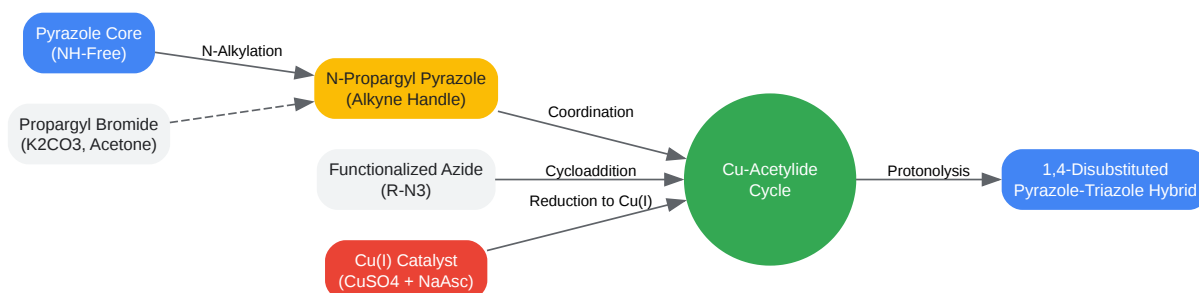 Pyrazole Core
(NH-Free)
N-Alkylation
Propargyl Bromide
(K2CO3, Acetone)
N-Propargyl Pyrazole
(Alkyne Handle)
Coordination
Functionalized Azide
(R-N3)
Cycloaddition
Reduction to Cu(I)
Cu(I) Catalyst
(CuSO4 + NaAsc)
Cu-Acetylide
Cycle
Protonolysis
1,4-Disubstituted
Pyrazole-Triazole Hybrid